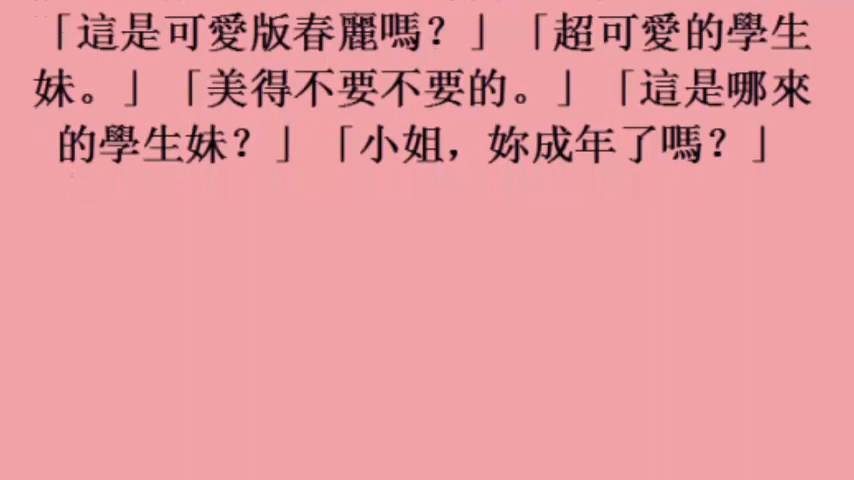 「這是可愛版春麗嗎？」「超可愛的學生
妹。」「美得不要不要的。」「這是哪來
的學生妹？」「小姐，妳成年了嗎？」